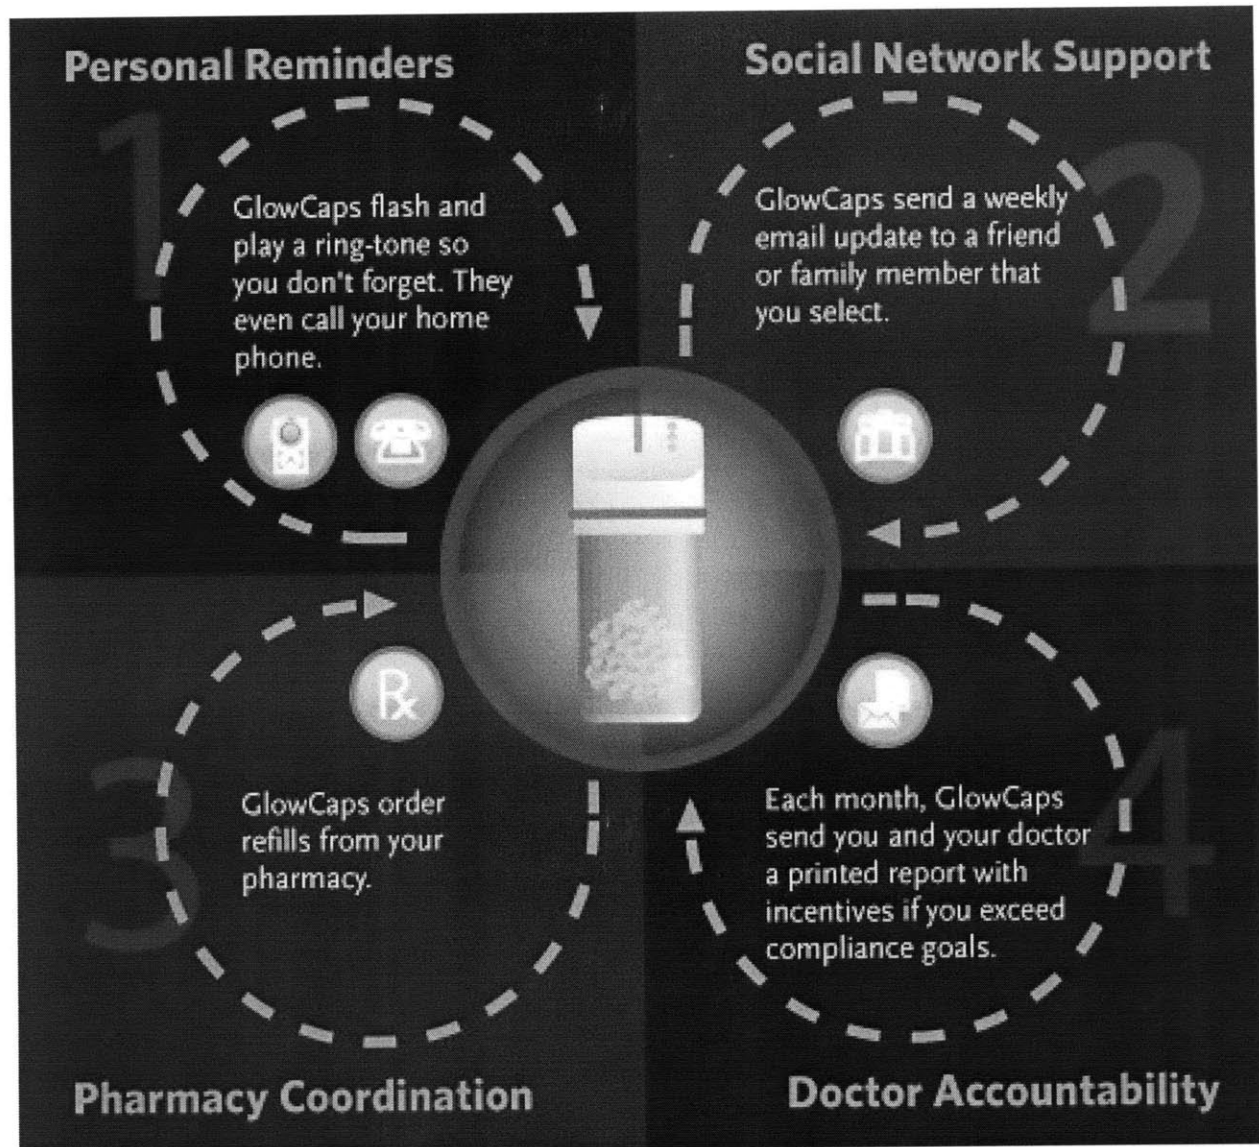 Personal Reminders
1
GlowCaps flash and
play a ring-tone so
you don't forget. They
even call your home
phone.
Social Network Support
2
GlowCaps send a weekly
email update to a friend
or family member that
you select.
Rx
3
GlowCaps order
refills from your
pharmacy.
Pharmacy Coordination
4
Each month, GlowCaps
send you and your doctor
a printed report with
incentives if you exceed
compliance goals.
Doctor Accountability